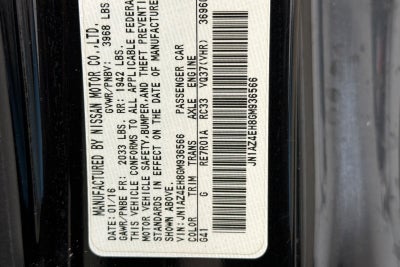 MANUFACTURED BY NISSAN MOTOR CO.,LTD.
DATE: 01/16 GVWR/PNBV: 3968 LBS
GAWR/PNBE FR: 2033 LBS. RR: 1942 LBS.
THIS VEHICLE CONFORMS TO ALL APPLICABLE FEDERAL
MOTOR VEHICLE SAFETY, BUMPER, AND THEFT PREVENTION
STANDARDS IN EFFECT ON THE DATE OF MANUFACTURE
SHOWN ABOVE.
VIN: JN1AZ4EH8GM936566 PASSENGER CAR
COLOR TRIM TRANS AXLE ENGINE
G41 G RE7R01A RC33 VQ37(VHR) 3696
JN1AZ4EH8GM936566